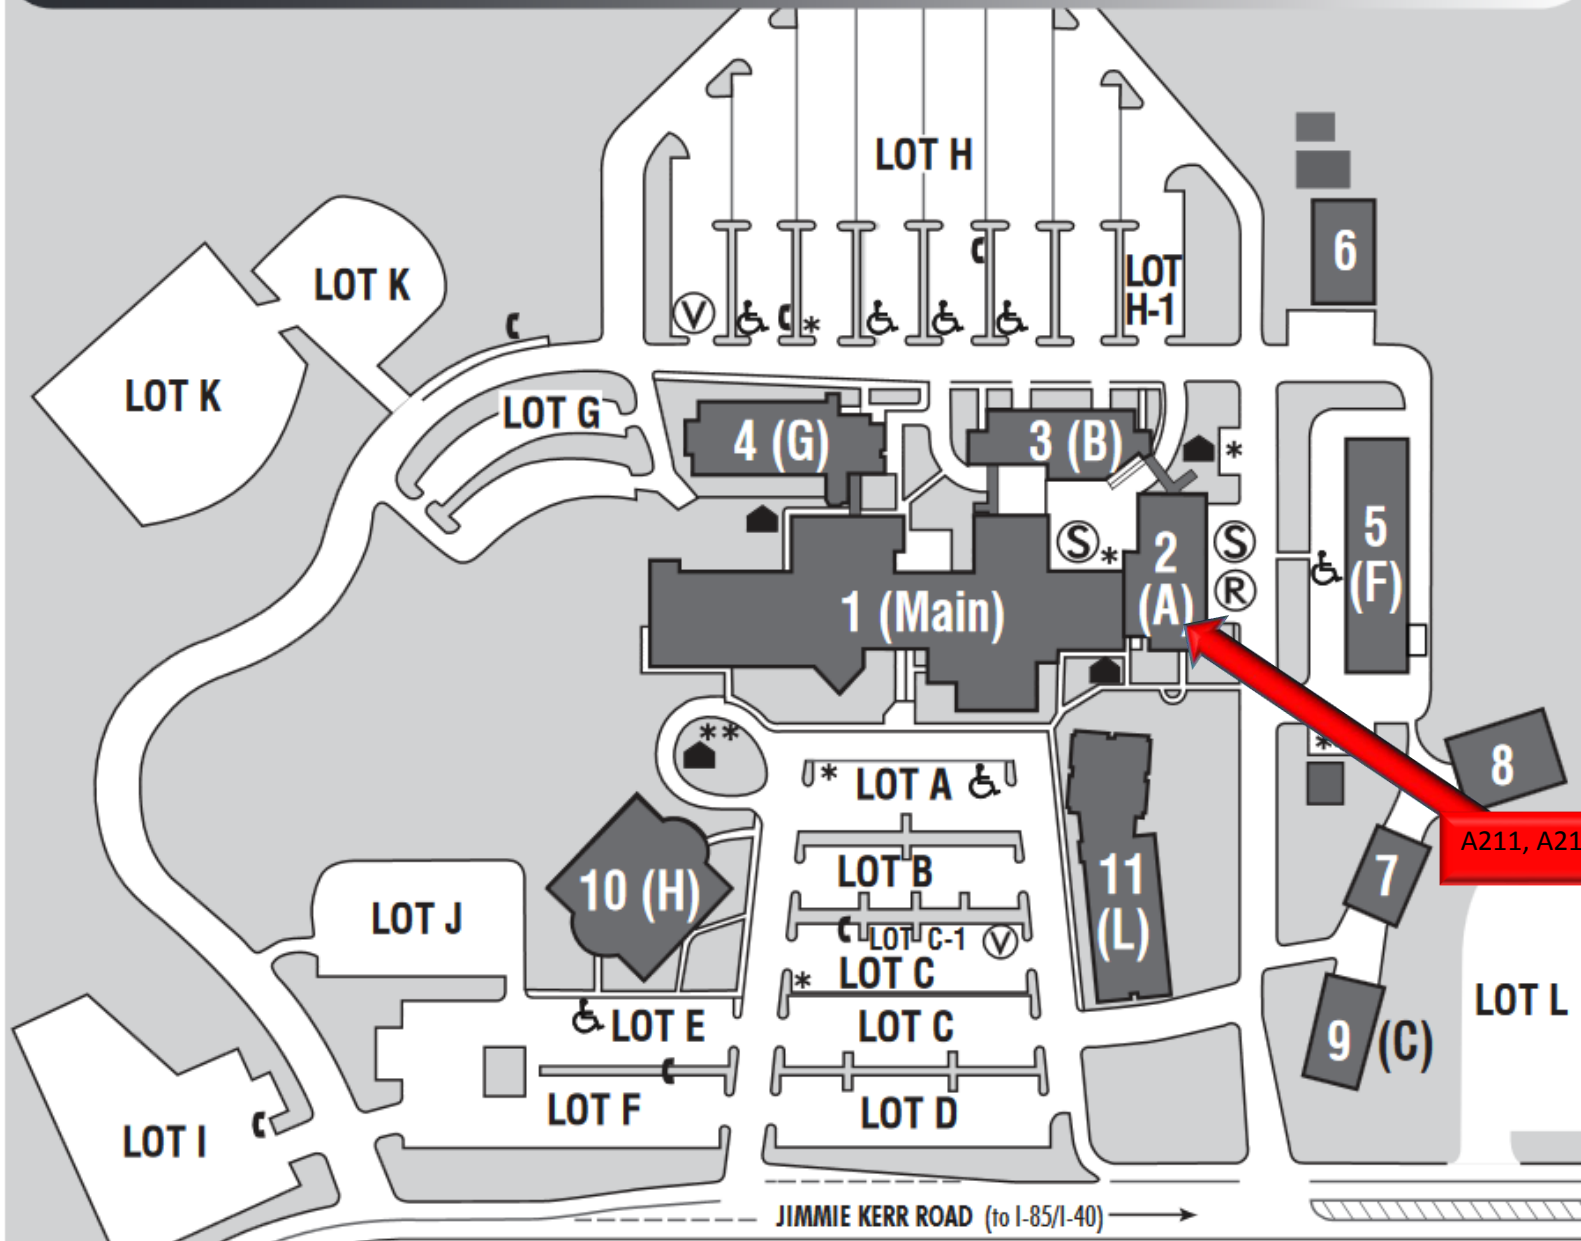 LOT H
6
LOT K
LOT
H-1
V
*
LOT K
LOT G
4 (G)
3 (B)
*
5
(F)
S
*
2
(A)
S
R
1 (Main)
**
*
8
*
LOT A
LOT B
A211, A21
7
10 (H)
11
(L)
LOT J
LOT C-1
V
*
LOT C
LOT L
LOT E
LOT C
9 (C)
LOT F
LOT D
LOT I
JIMMIE KERR ROAD (to I-85/I-40)